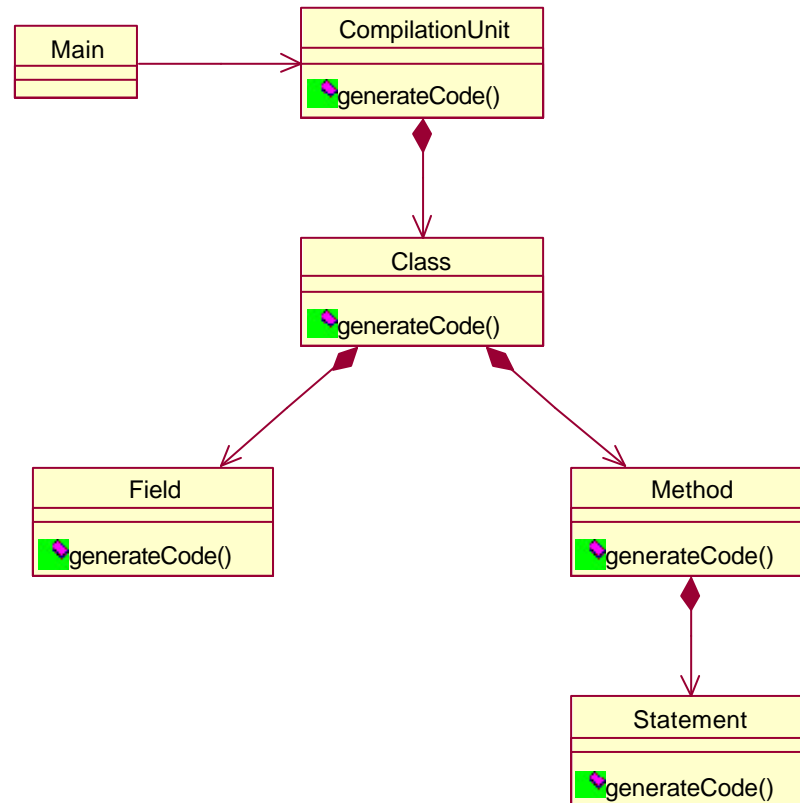 Main
CompilationUnit
generateCode()
Class
generateCode()
Field
generateCode()
Method
generateCode()
Statement
generateCode()